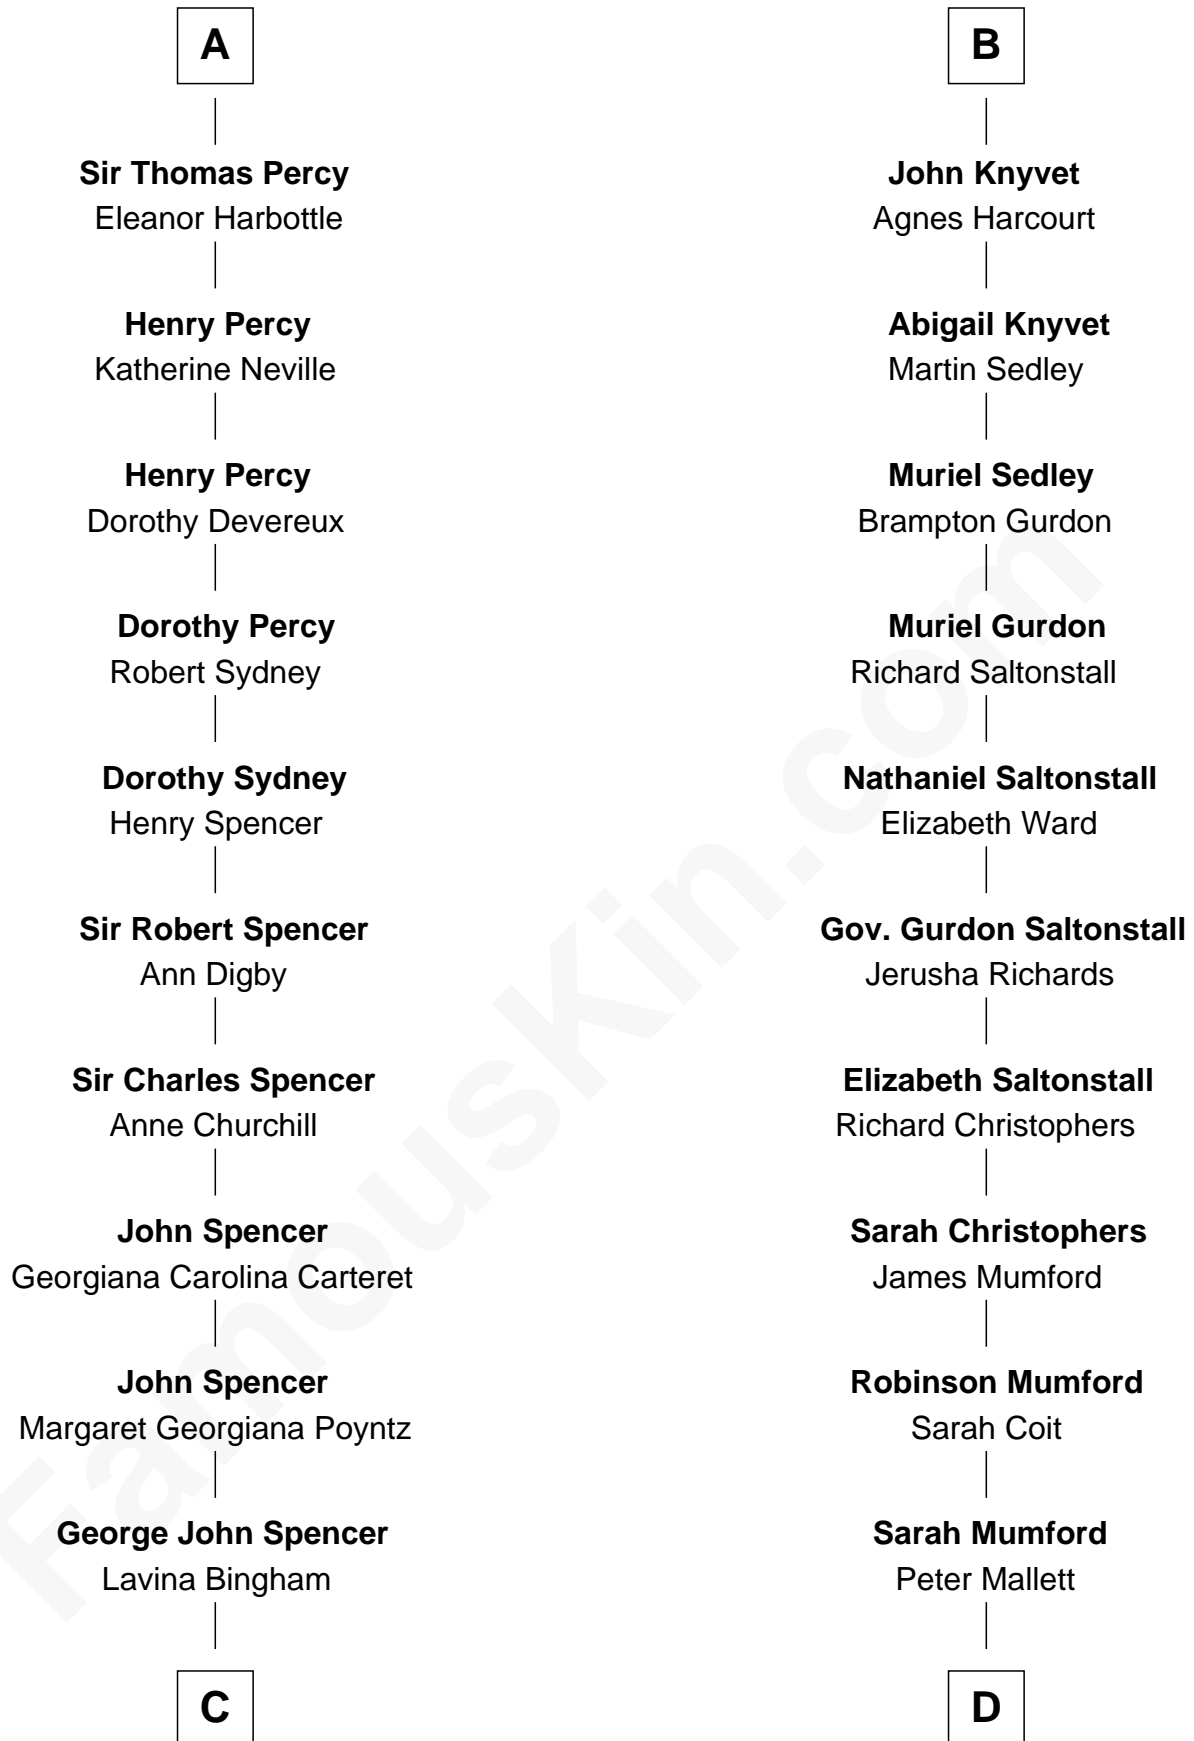 A
Sir Thomas Percy
Eleanor Harbottle
Henry Percy
Katherine Neville
Henry Percy
Dorothy Devereux
Dorothy Percy
Robert Sydney
Dorothy Sydney
Henry Spencer
Sir Robert Spencer
Ann Digby
Sir Charles Spencer
Anne Churchill
John Spencer
Georgiana Carolina Carteret
John Spencer
Margaret Georgiana Poyntz
George John Spencer
Lavina Bingham
C
B
John Knyvet
Agnes Harcourt
Abigail Knyvet
Martin Sedley
Muriel Sedley
Brampton Gurdon
Muriel Gurdon
Richard Saltonstall
Nathaniel Saltonstall
Elizabeth Ward
Gov. Gurdon Saltonstall
Jerusha Richards
Elizabeth Saltonstall
Richard Christophers
Sarah Christophers
James Mumford
Robinson Mumford
Sarah Coit
Sarah Mumford
Peter Mallett
D
FamousKin.com